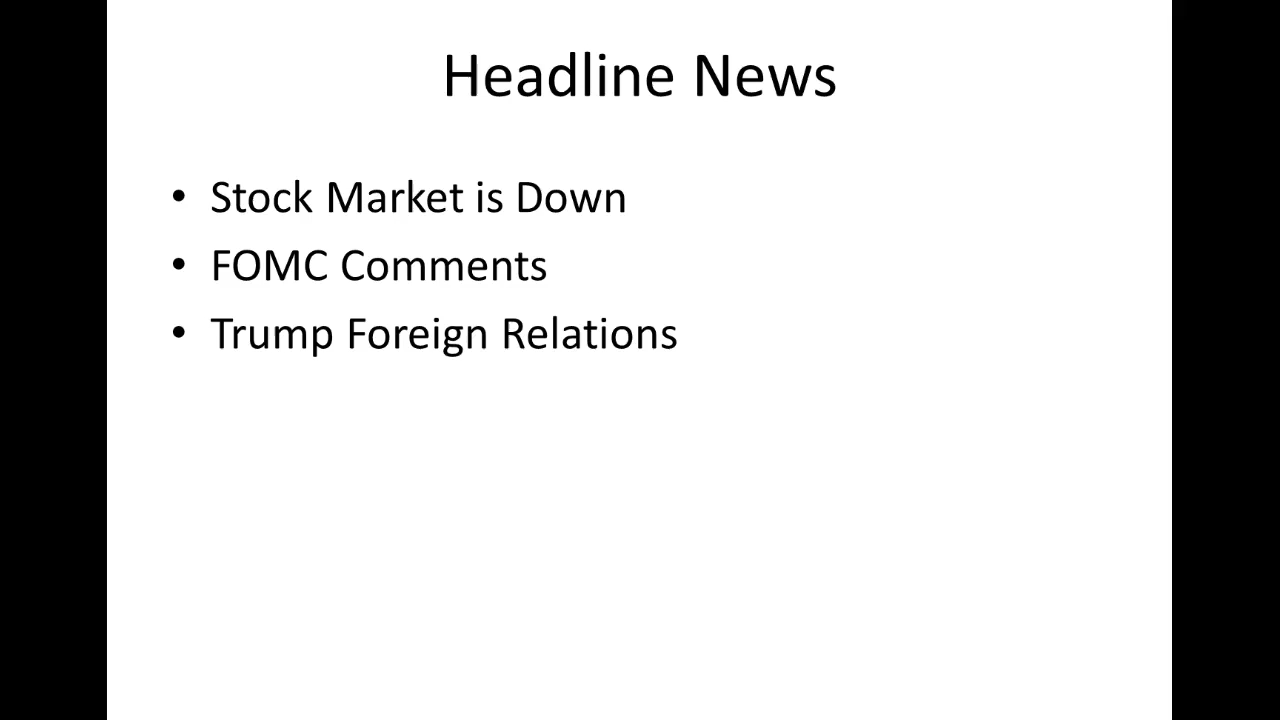 Headline News
• Stock Market is Down
• FOMC Comments
• Trump Foreign Relations